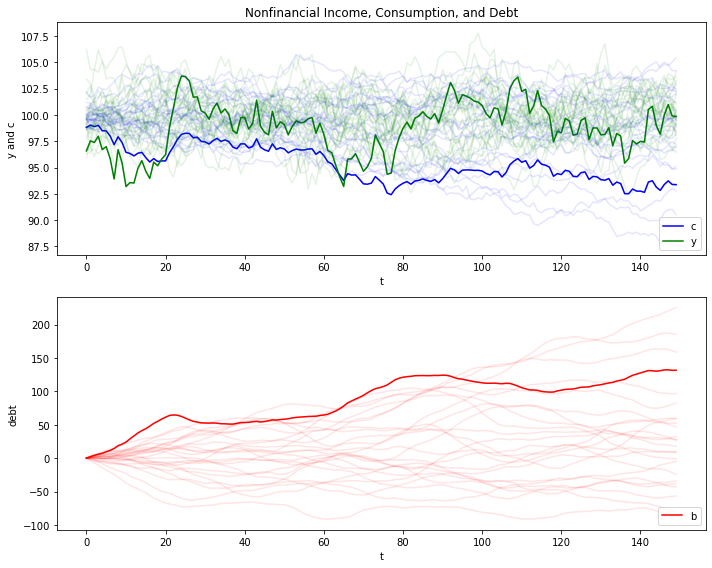 Nonfinancial Income, Consumption, and Debt
107.5
105.0
102.5
100.0
97.5
95.0
92.5
90.0
87.5
y and c
c
y
0 20 40 60 80 100 120 140
t
200
150
100
50
0
−50
−100
debt
b
0 20 40 60 80 100 120 140
t